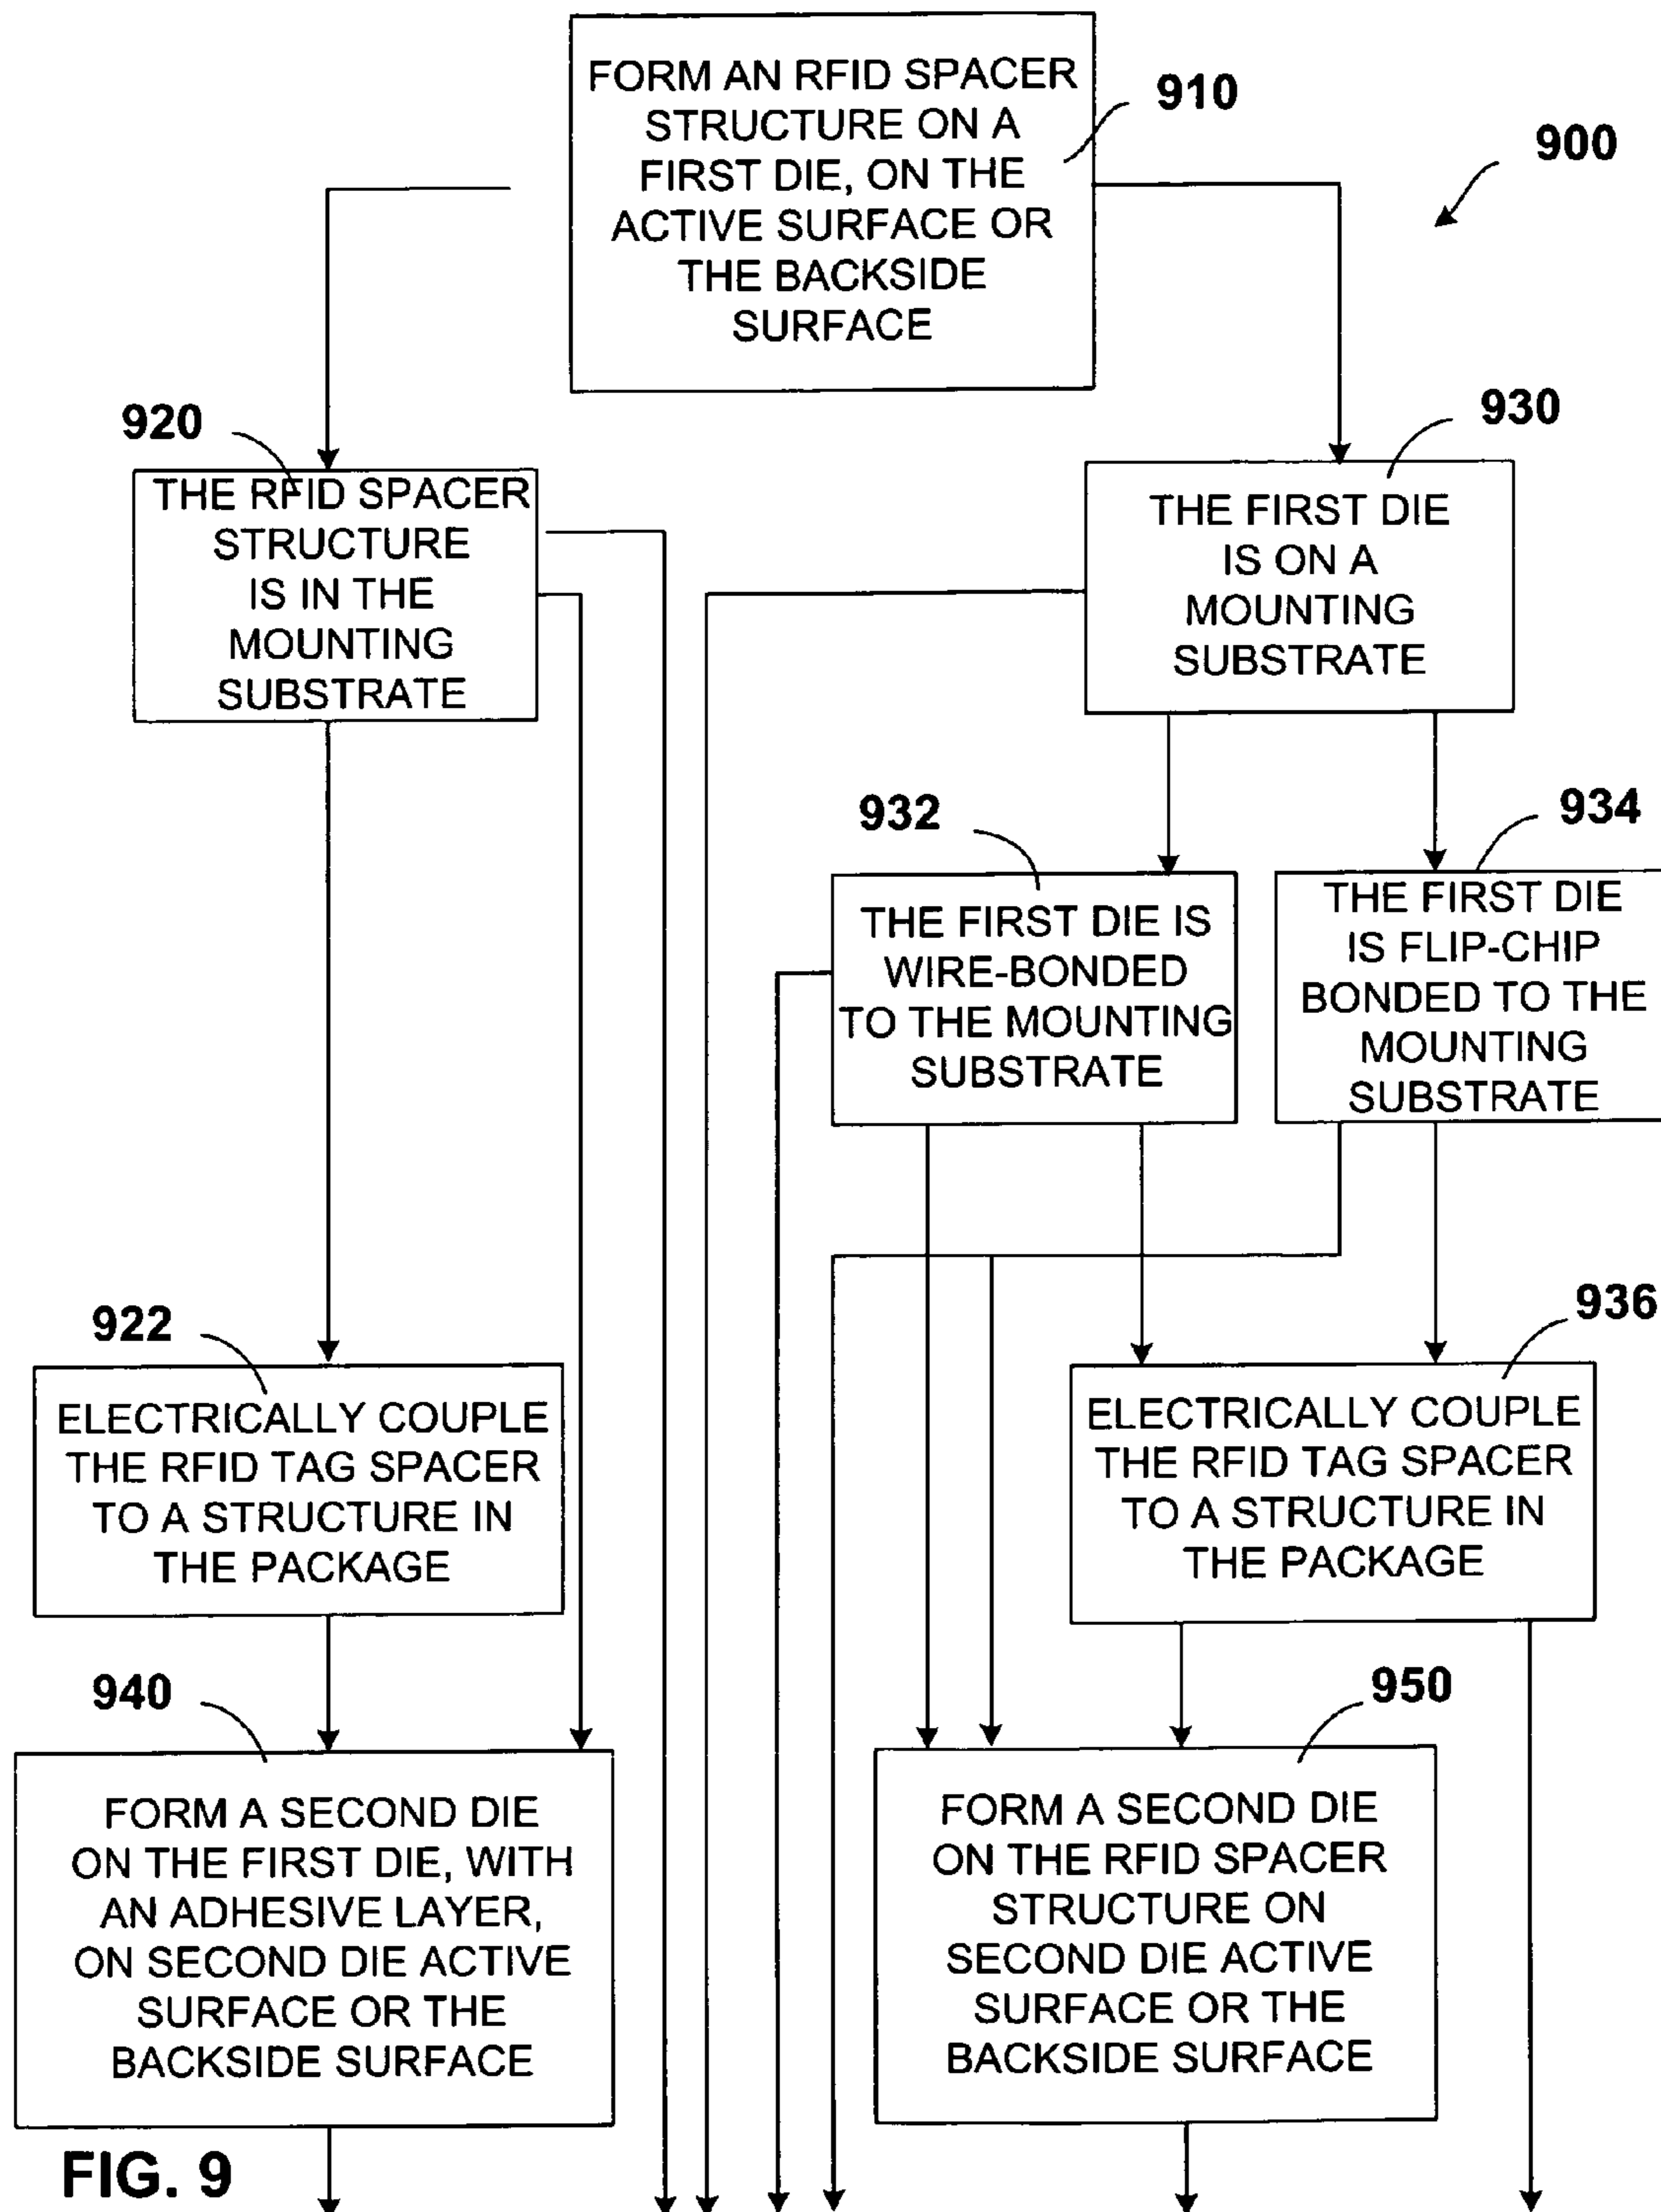 FORM AN RFID SPACER
STRUCTURE ON A
FIRST DIE, ON THE
ACTIVE SURFACE OR
THE BACKSIDE
SURFACE
910
900
920
THE RFID SPACER
STRUCTURE
IS IN THE
MOUNTING
SUBSTRATE
930
THE FIRST DIE
IS ON A
MOUNTING
SUBSTRATE
932
THE FIRST DIE IS
WIRE-BONDED
TO THE MOUNTING
SUBSTRATE
934
THE FIRST DIE
IS FLIP-CHIP
BONDED TO THE
MOUNTING
SUBSTRATE
922
ELECTRICALLY COUPLE
THE RFID TAG SPACER
TO A STRUCTURE IN
THE PACKAGE
936
ELECTRICALLY COUPLE
THE RFID TAG SPACER
TO A STRUCTURE IN
THE PACKAGE
940
FORM A SECOND DIE
ON THE FIRST DIE, WITH
AN ADHESIVE LAYER,
ON SECOND DIE ACTIVE
SURFACE OR THE
BACKSIDE SURFACE
950
FORM A SECOND DIE
ON THE RFID SPACER
STRUCTURE ON
SECOND DIE ACTIVE
SURFACE OR THE
BACKSIDE SURFACE
FIG. 9